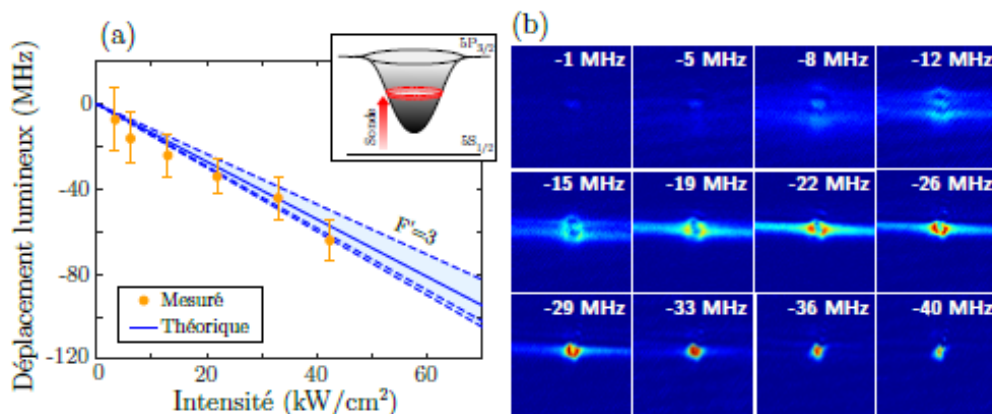 (a)
Déplacement lumineux (MHz)
0
-40
-80
-120
0
20
40
60
Intensité (kW/cm²)
5P3/2
Sonde
5S1/2
F'=3
Mesuré
Théorique
(b)
-1 MHz
-5 MHz
-8 MHz
-12 MHz
-15 MHz
-19 MHz
-22 MHz
-26 MHz
-29 MHz
-33 MHz
-36 MHz
-40 MHz